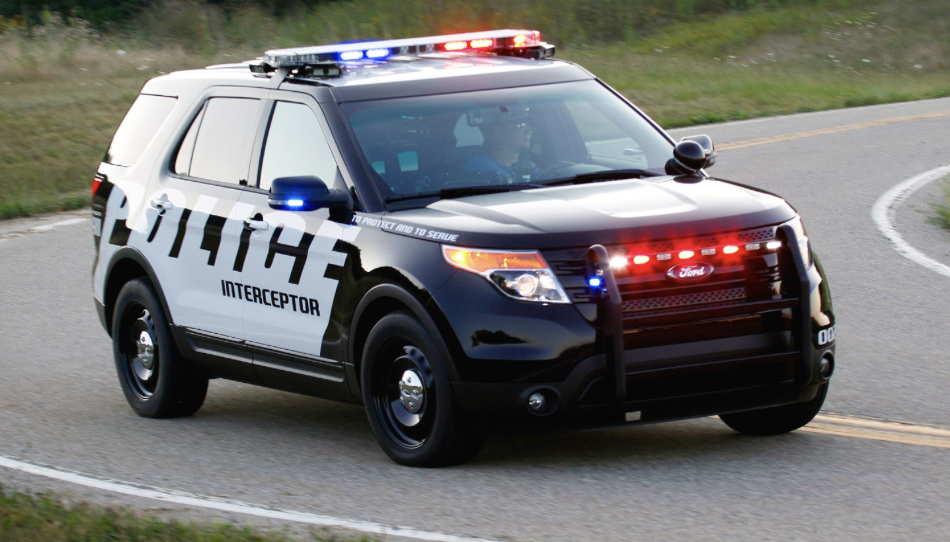 POLICE
INTERCEPTOR
TO PROTECT AND TO SERVE
Ford